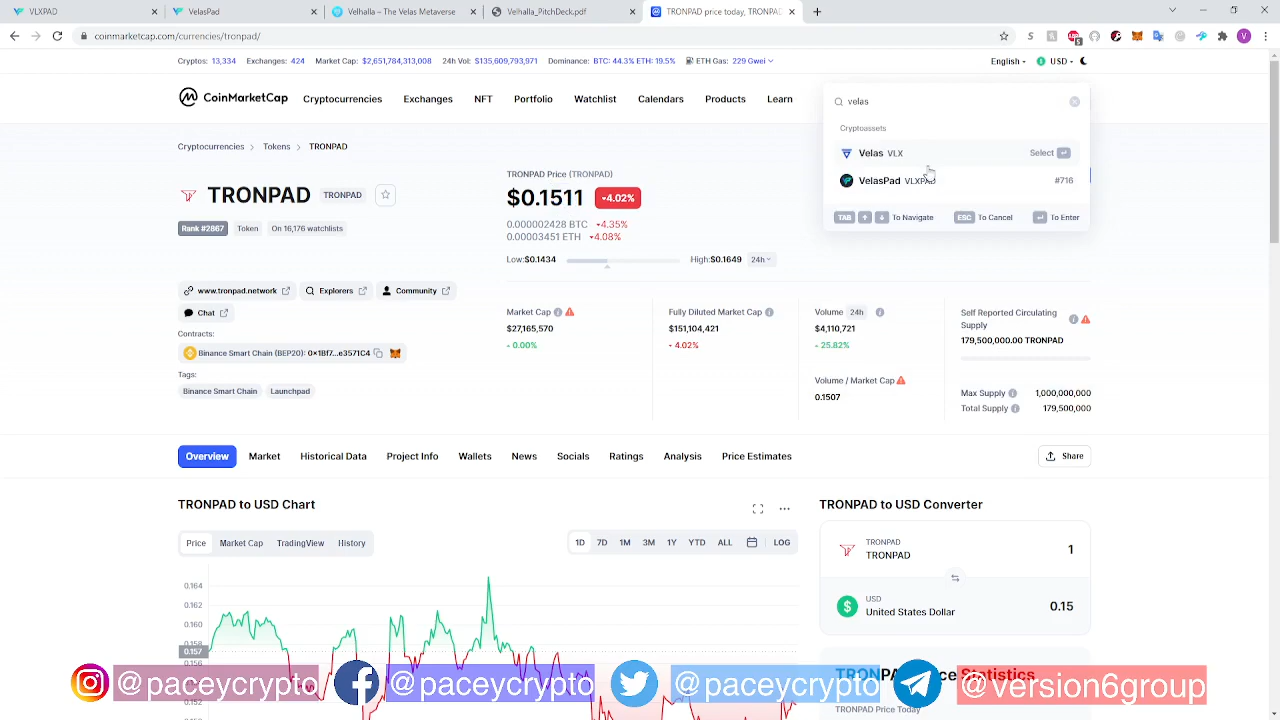 VLXPAD
VelasPad
Velhalla – The Velas Metaverse
Velhalla_PitchDeck.pdf
TRONPAD price today, TRONPAD
coinmarketcap.com/currencies/tronpad/
Cryptos: 13,334 Exchanges: 424 Market Cap: $2,651,784,313,008 24h Vol: $135,609,793,971 Dominance: BTC: 44.3% ETH: 19.5% ETH Gas: 229 Gwei
English USD
CoinMarketCap
Cryptocurrencies Exchanges NFT Portfolio Watchlist Calendars Products Learn
velas
Cryptoassets
Velas VLX Select
VelasPad VLXPAD #716
TAB To Navigate ESC To Cancel To Enter
Cryptocurrencies > Tokens > TRONPAD
TRONPAD TRONPAD
Rank #2867 Token On 16,176 watchlists
TRONPAD Price (TRONPAD)
$0.1511 4.02%
0.000002428 BTC 4.35%
0.00003451 ETH 4.08%
Low:$0.1434 High:$0.1649 24h
www.tronpad.network Explorers Community
Chat
Contracts:
Binance Smart Chain (BEP20): 0x1Bf7...e3571C4
Tags:
Binance Smart Chain Launchpad
Market Cap
$27,165,570
0.00%
Fully Diluted Market Cap
$151,104,421
4.02%
Volume 24h
$4,110,721
25.82%
Volume / Market Cap
0.1507
Self Reported Circulating
Supply
179,500,000.00 TRONPAD
Max Supply 1,000,000,000
Total Supply 179,500,000
Overview Market Historical Data Project Info Wallets News Socials Ratings Analysis Price Estimates Share
TRONPAD to USD Chart
Price Market Cap TradingView History
1D 7D 1M 3M 1Y YTD ALL LOG
0.164
0.162
0.160
0.158
0.157
0.156
0.152
TRONPAD to USD Converter
TRONPAD
TRONPAD 1
USD
United States Dollar 0.15
Statistics
TRONPAD Price Today
@paceycrypto @paceycrypto @paceycrypto @version6group